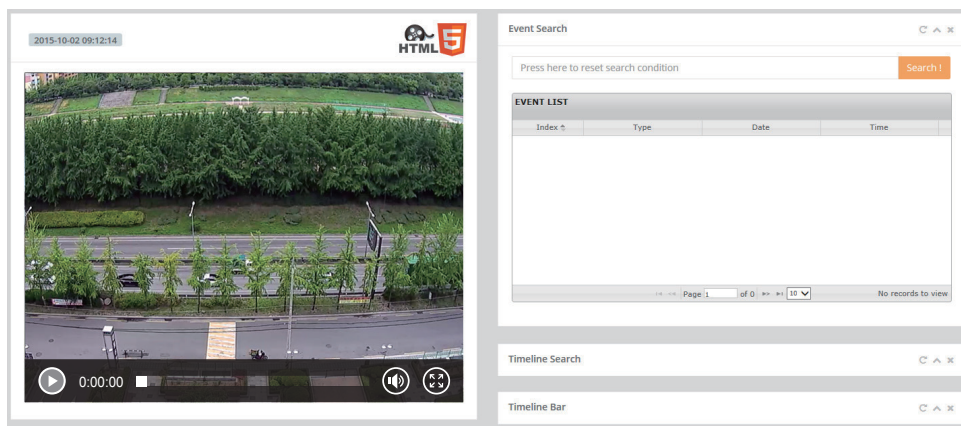 2015-10-02 09:12:14
HTML
5
0:00:00
Event Search
Press here to reset search condition
Search !
EVENT LIST
Index
Type
Date
Time
Page 1 of 0
10
No records to view
Timeline Search
Timeline Bar